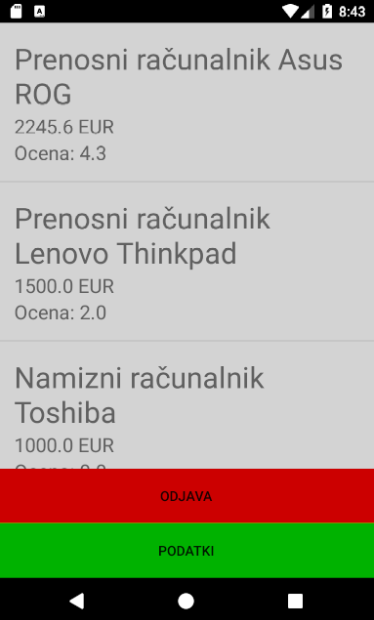 8:43
Prenosni računalnik Asus
ROG
2245.6 EUR
Ocena: 4.3
Prenosni računalnik
Lenovo Thinkpad
1500.0 EUR
Ocena: 2.0
Namizni računalnik
Toshiba
1000.0 EUR
ODJAVA
PODATKI